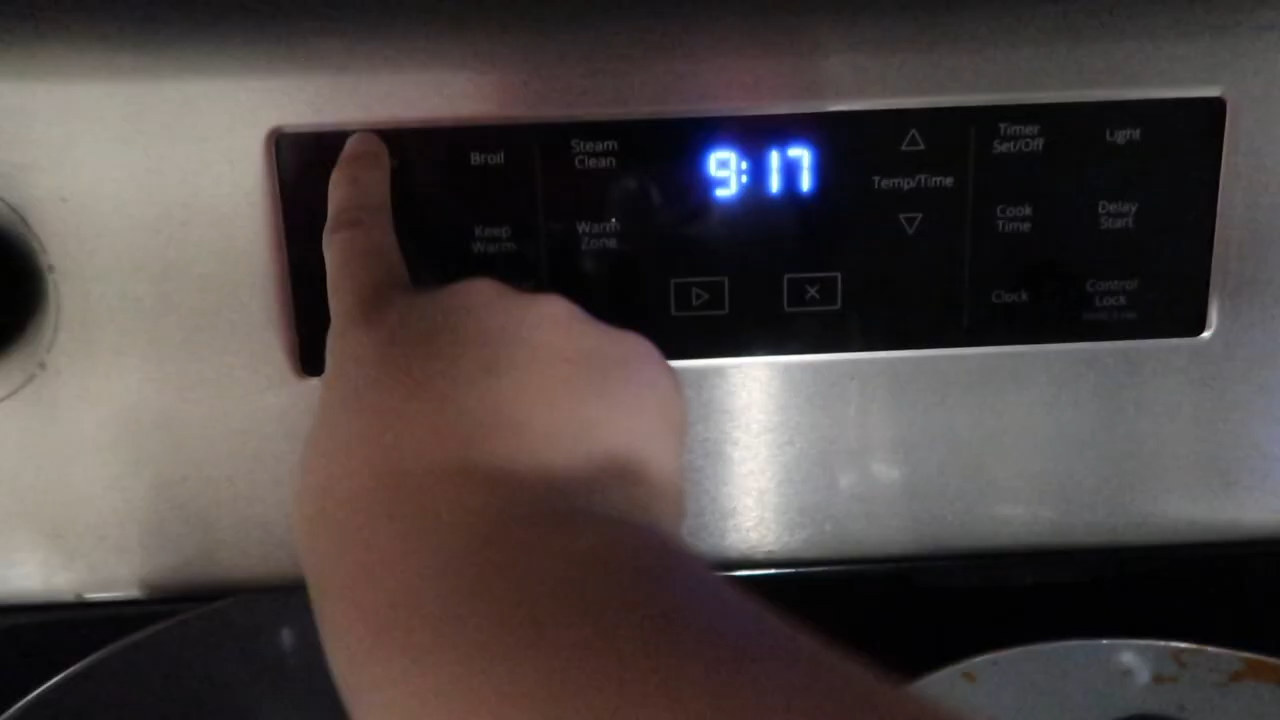 Broil
Steam
Clean
9:17
Temp/Time
Timer
Set/Off
Light
Keep
Warm
Warm
Zone
Cook
Time
Delay
Start
Clock
Control
Lock